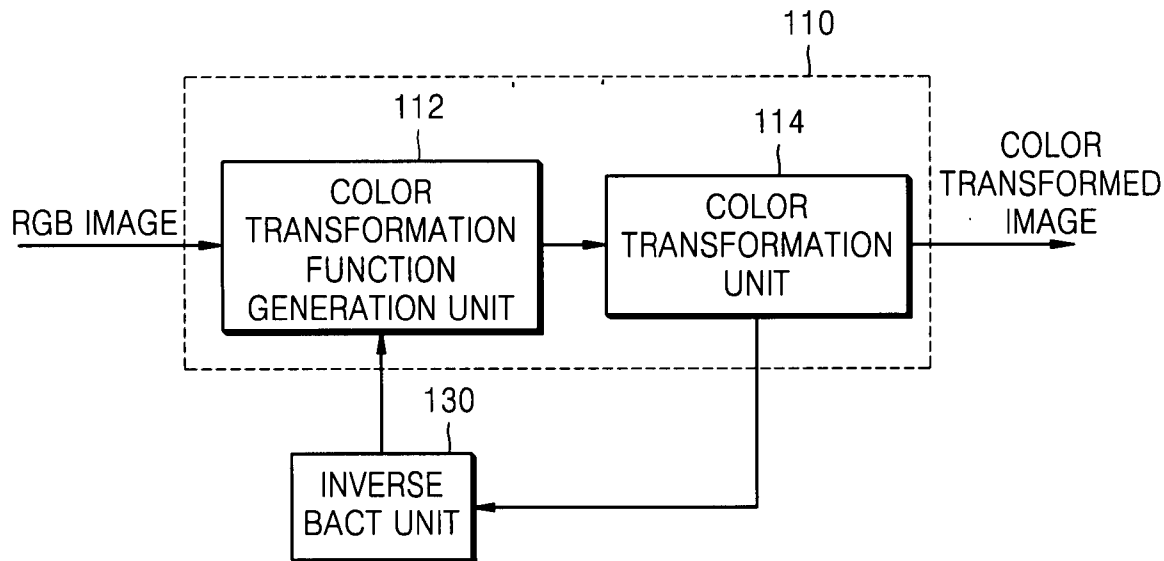 110
112
114
COLOR
TRANSFORMED
IMAGE
RGB IMAGE
COLOR
TRANSFORMATION
FUNCTION
GENERATION UNIT
COLOR
TRANSFORMATION
UNIT
130
INVERSE
BACT UNIT